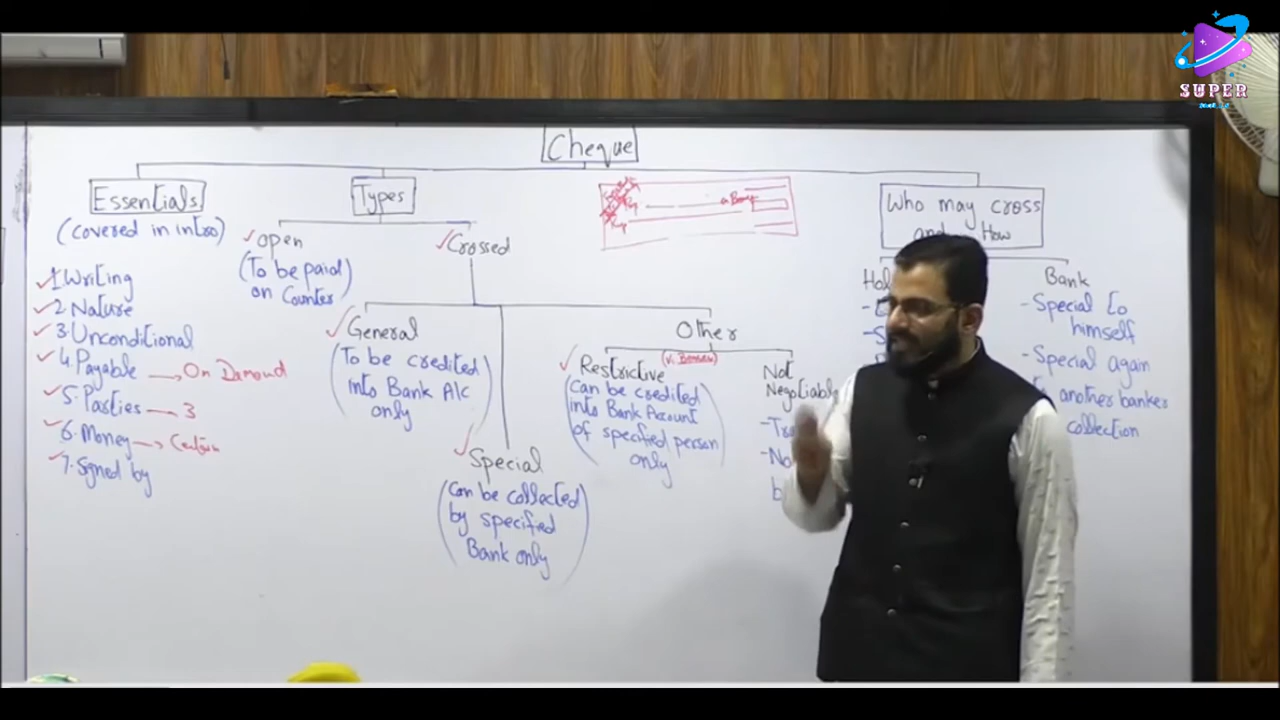 SUPER
Cheque
Essentials
(covered in intro)
1. Writing
2. Nature
3. Unconditional
4. Payable → On Demand
5. Parties — 3
6. Money → Certain
7. Signed by
Types
Open
(To be paid
on Counter)
Crossed
General
(To be credited
into Bank A/c
only)
Special
(can be collected
by specified
Bank only)
Other
Restrictive
(can be credited
into Bank Account
of specified person
only)
Not
Negotiable
Who may cross
How
Bank
- Special to
himself
- Special again
another banker
collection